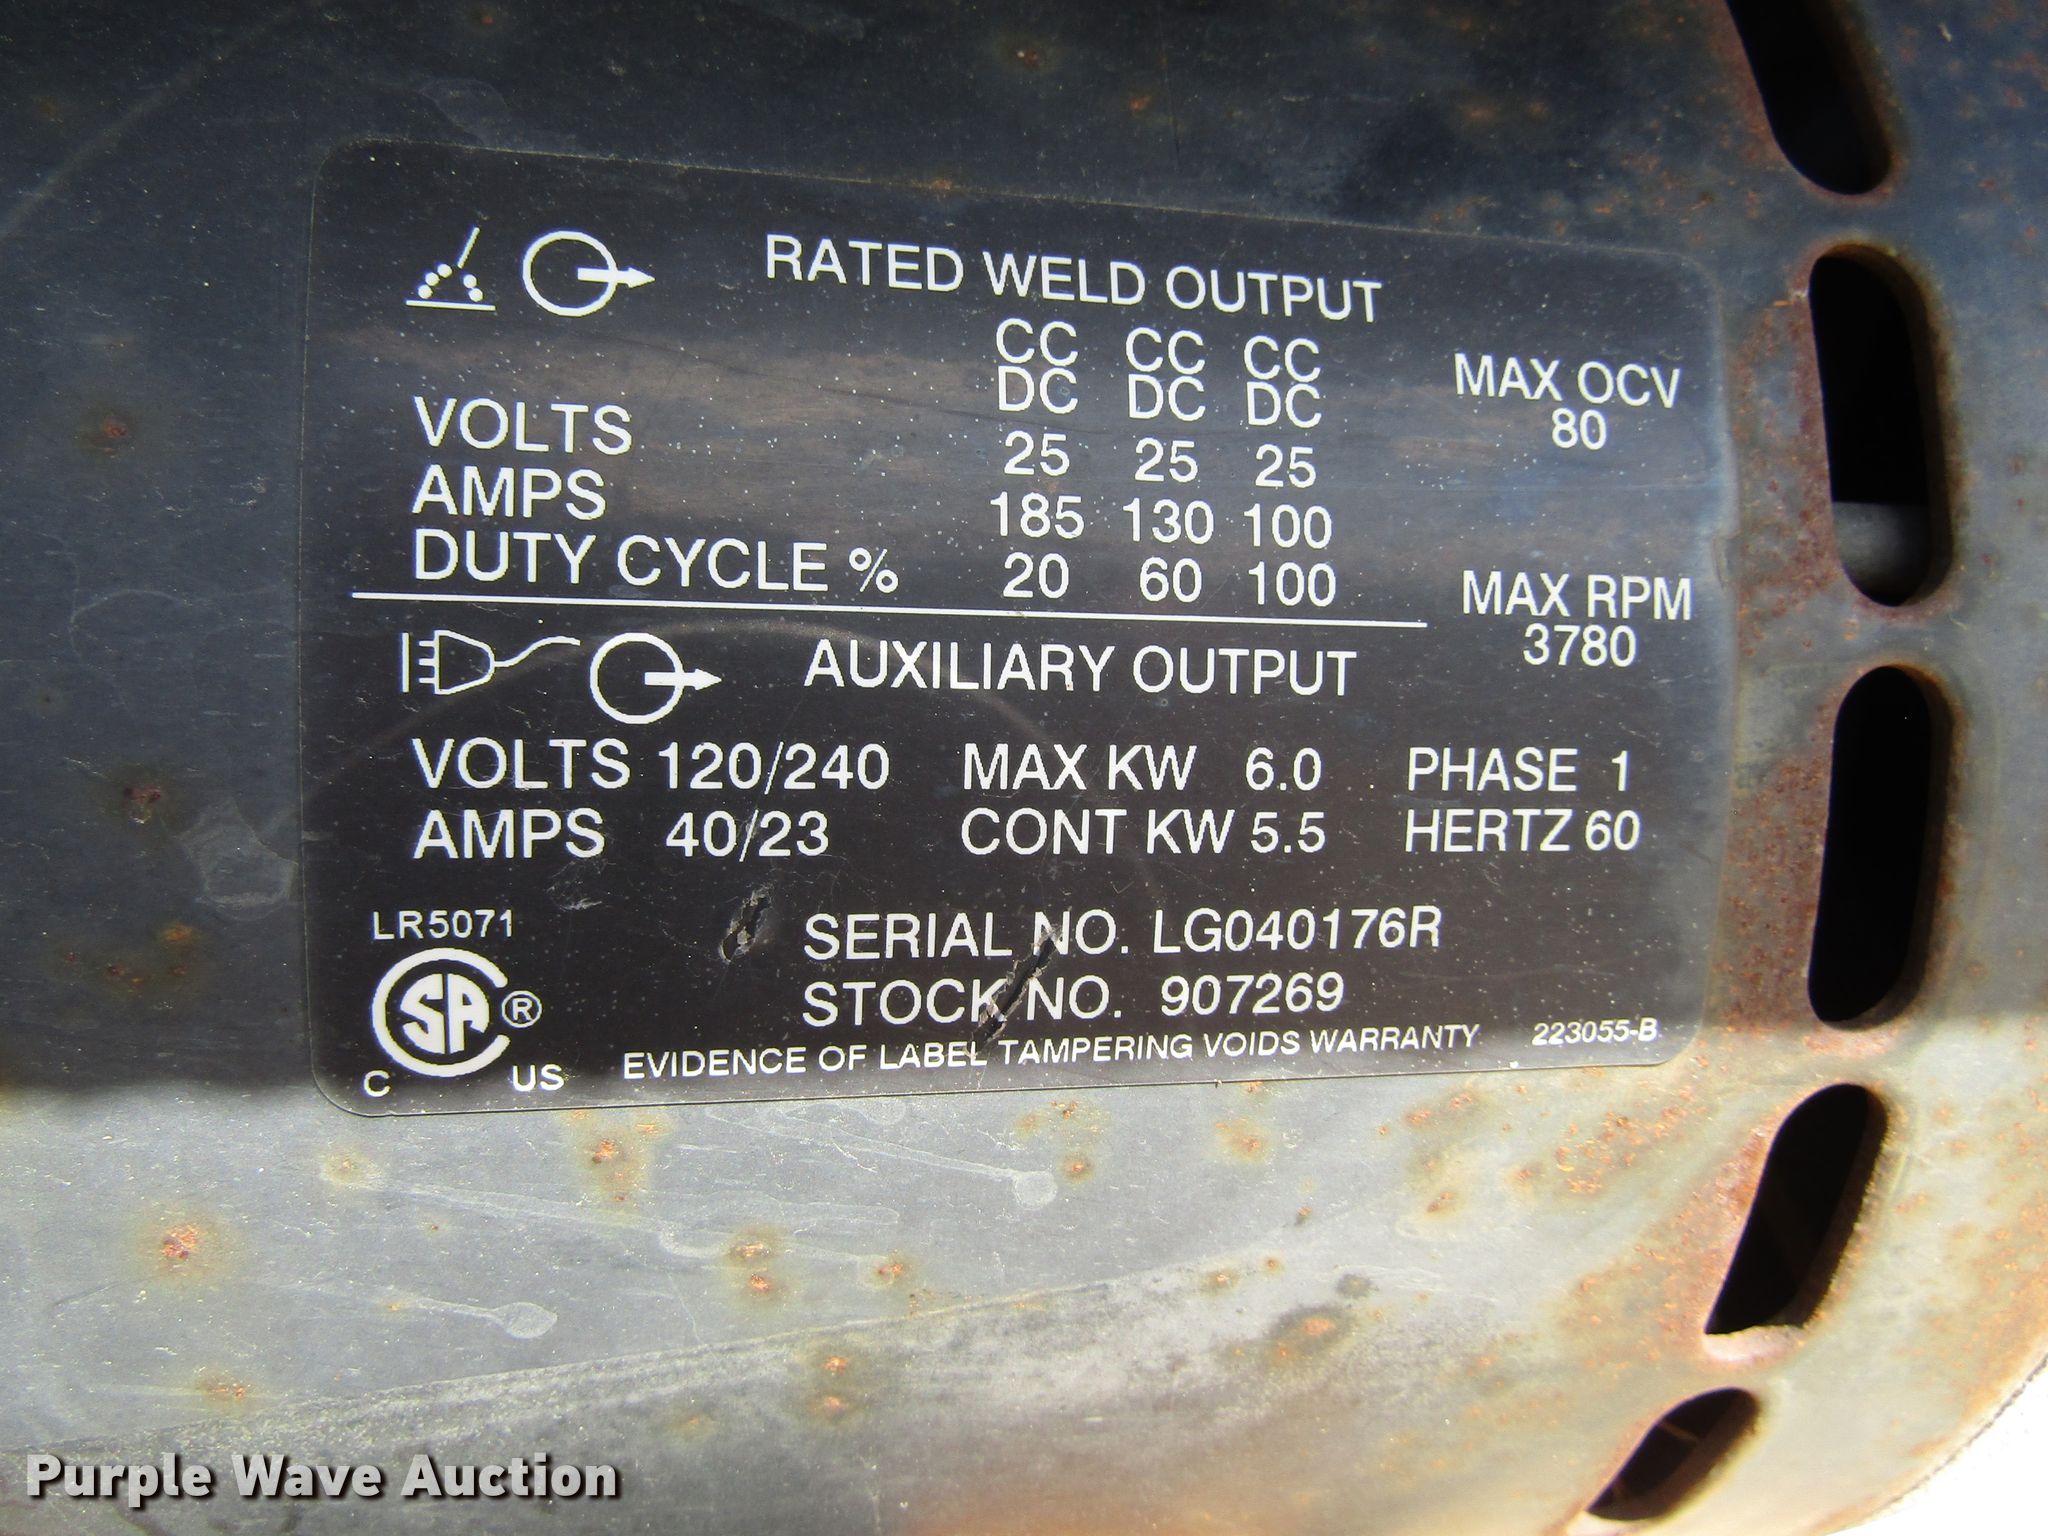 RATED WELD OUTPUT
CC CC CC
DC DC DC
MAX OCV
80
VOLTS 25 25 25
AMPS 185 130 100
DUTY CYCLE % 20 60 100
MAX RPM
3780
AUXILIARY OUTPUT
VOLTS 120/240 MAX KW 6.0 PHASE 1
AMPS 40/23 CONT KW 5.5 HERTZ 60
LR5071
SERIAL NO. LG040176R
STOCK NO. 907269
SA ®
C US
EVIDENCE OF LABEL TAMPERING VOIDS WARRANTY 223055-B
Purple Wave Auction